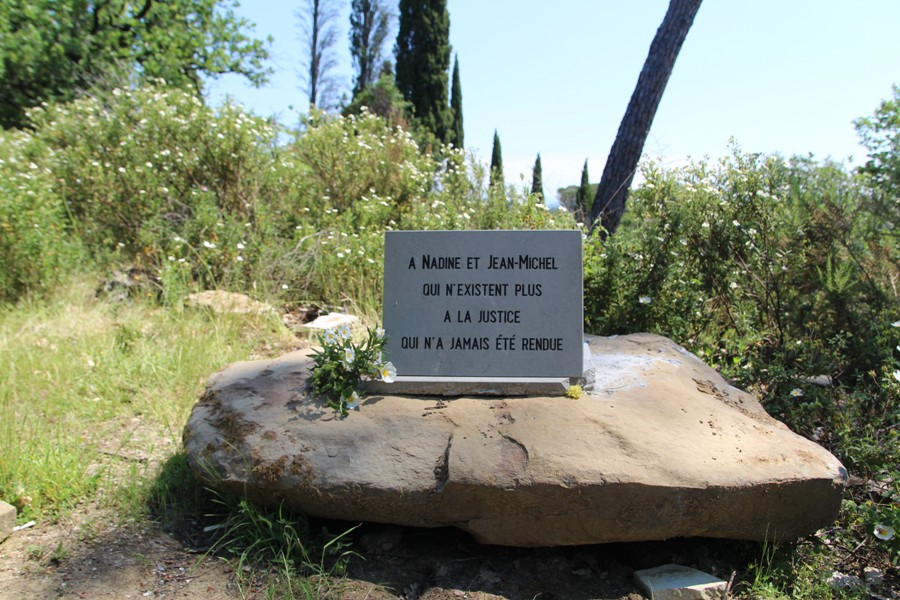 A NADINE ET JEAN-MICHEL
QUI N'EXISTENT PLUS
A LA JUSTICE
QUI N'A JAMAIS ÉTÉ RENDUE